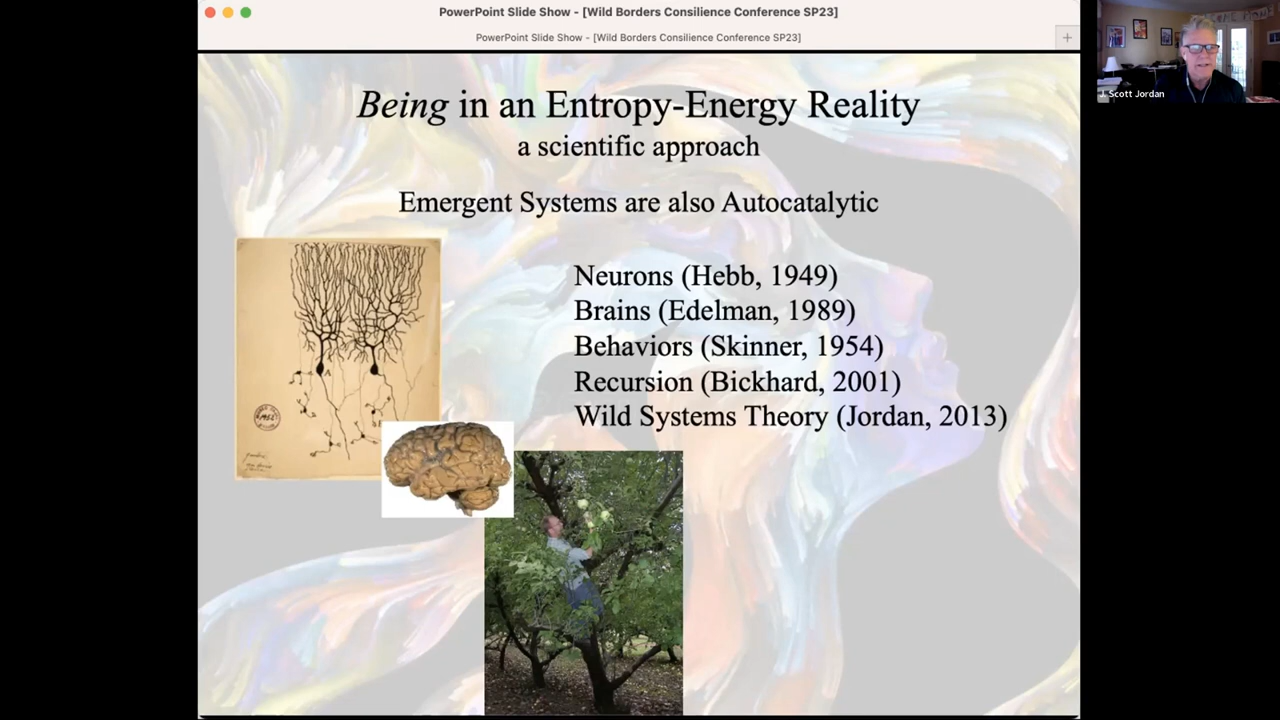 PowerPoint Slide Show - [Wild Borders Consilience Conference SP23]
PowerPoint Slide Show - [Wild Borders Consilience Conference SP23]
Being in an Entropy-Energy Reality
a scientific approach
Emergent Systems are also Autocatalytic
Neurons (Hebb, 1949)
Brains (Edelman, 1989)
Behaviors (Skinner, 1954)
Recursion (Bickhard, 2001)
Wild Systems Theory (Jordan, 2013)
J. Scott Jordan